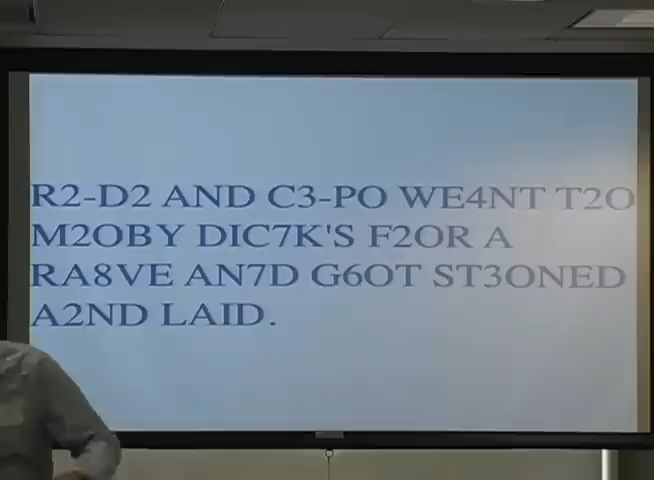 R2-D2 AND C3-PO WE4NT T2O
M2OBY DIC7K'S F2OR A
RA8VE AN7D G6OT ST3ONED
A2ND LAID.